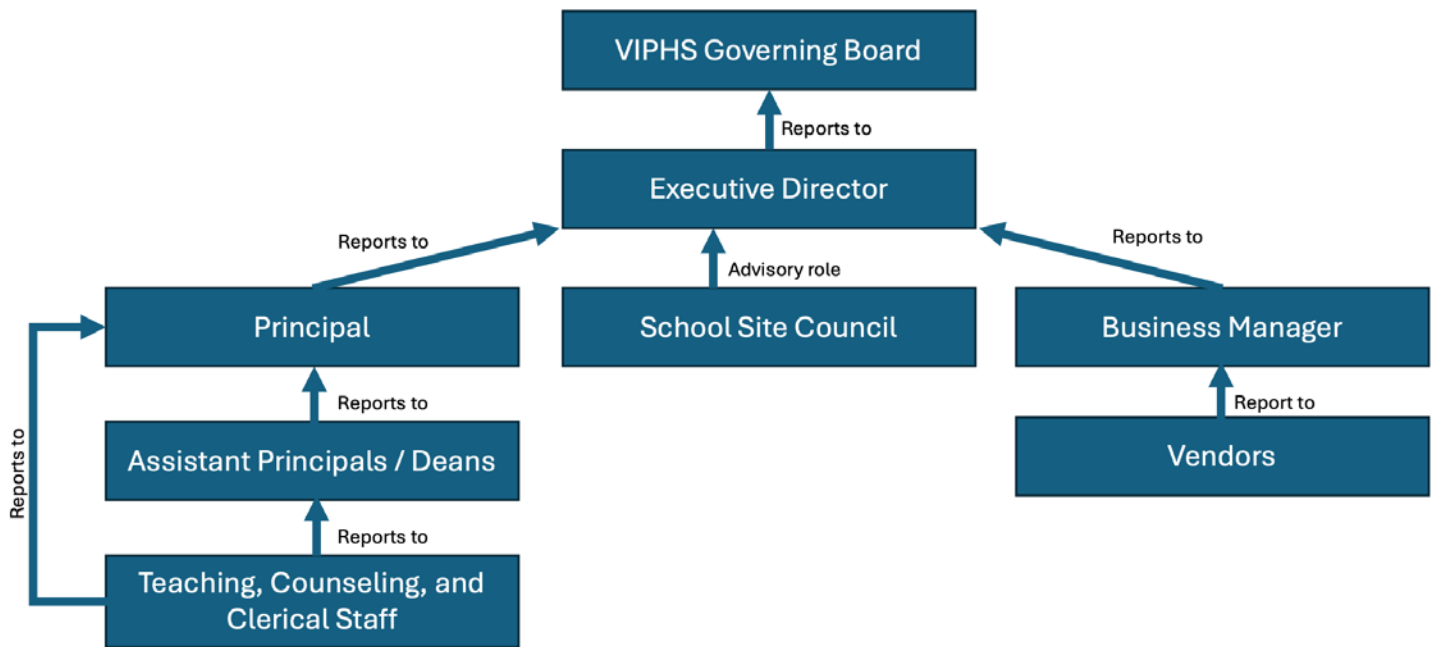 VIPHS Governing Board
Reports to
Executive Director
Reports to
Advisory role
Reports to
Principal
School Site Council
Business Manager
Reports to
Reports to
Report to
Assistant Principals / Deans
Vendors
Reports to
Teaching, Counseling, and
Clerical Staff